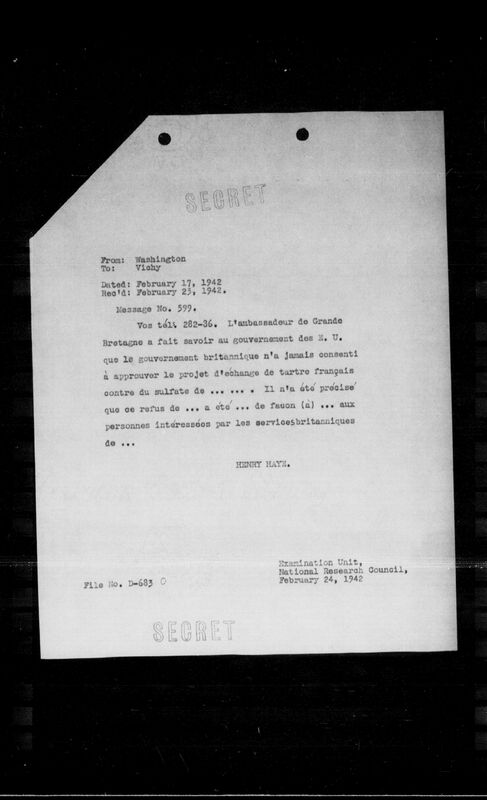 SECRET
From: Washington
To: Vichy
Dated: February 17, 1942
Rec'd: February 23, 1942.
Message No. 599.
Vos tél. 282-36. L'ambassadeur de Grande
Bretagne a fait savoir au gouvernement des E. U.
que le gouvernement britannique n'a jamais consenti
à approuver le projet d'échange de tartre français
contre du sulfate de ... ... . Il n'a été précisé
que ce refus de ... a été ... de fauon (à) ... aux
personnes intéressées par les services britanniques
de ...
HENRY HAYE.
Examination Unit,
National Research Council,
February 24, 1942
File No. D-683 O
SECRET